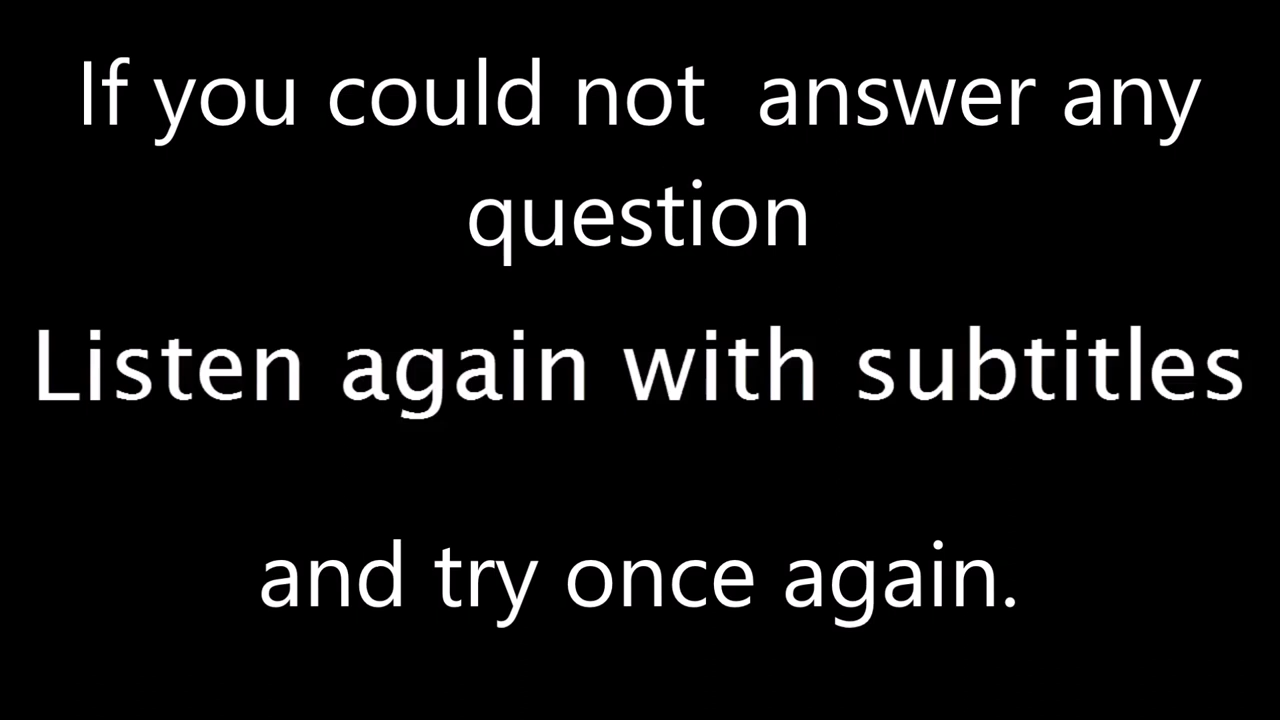 If you could not  answer any
question
Listen again with subtitles
and try once again.